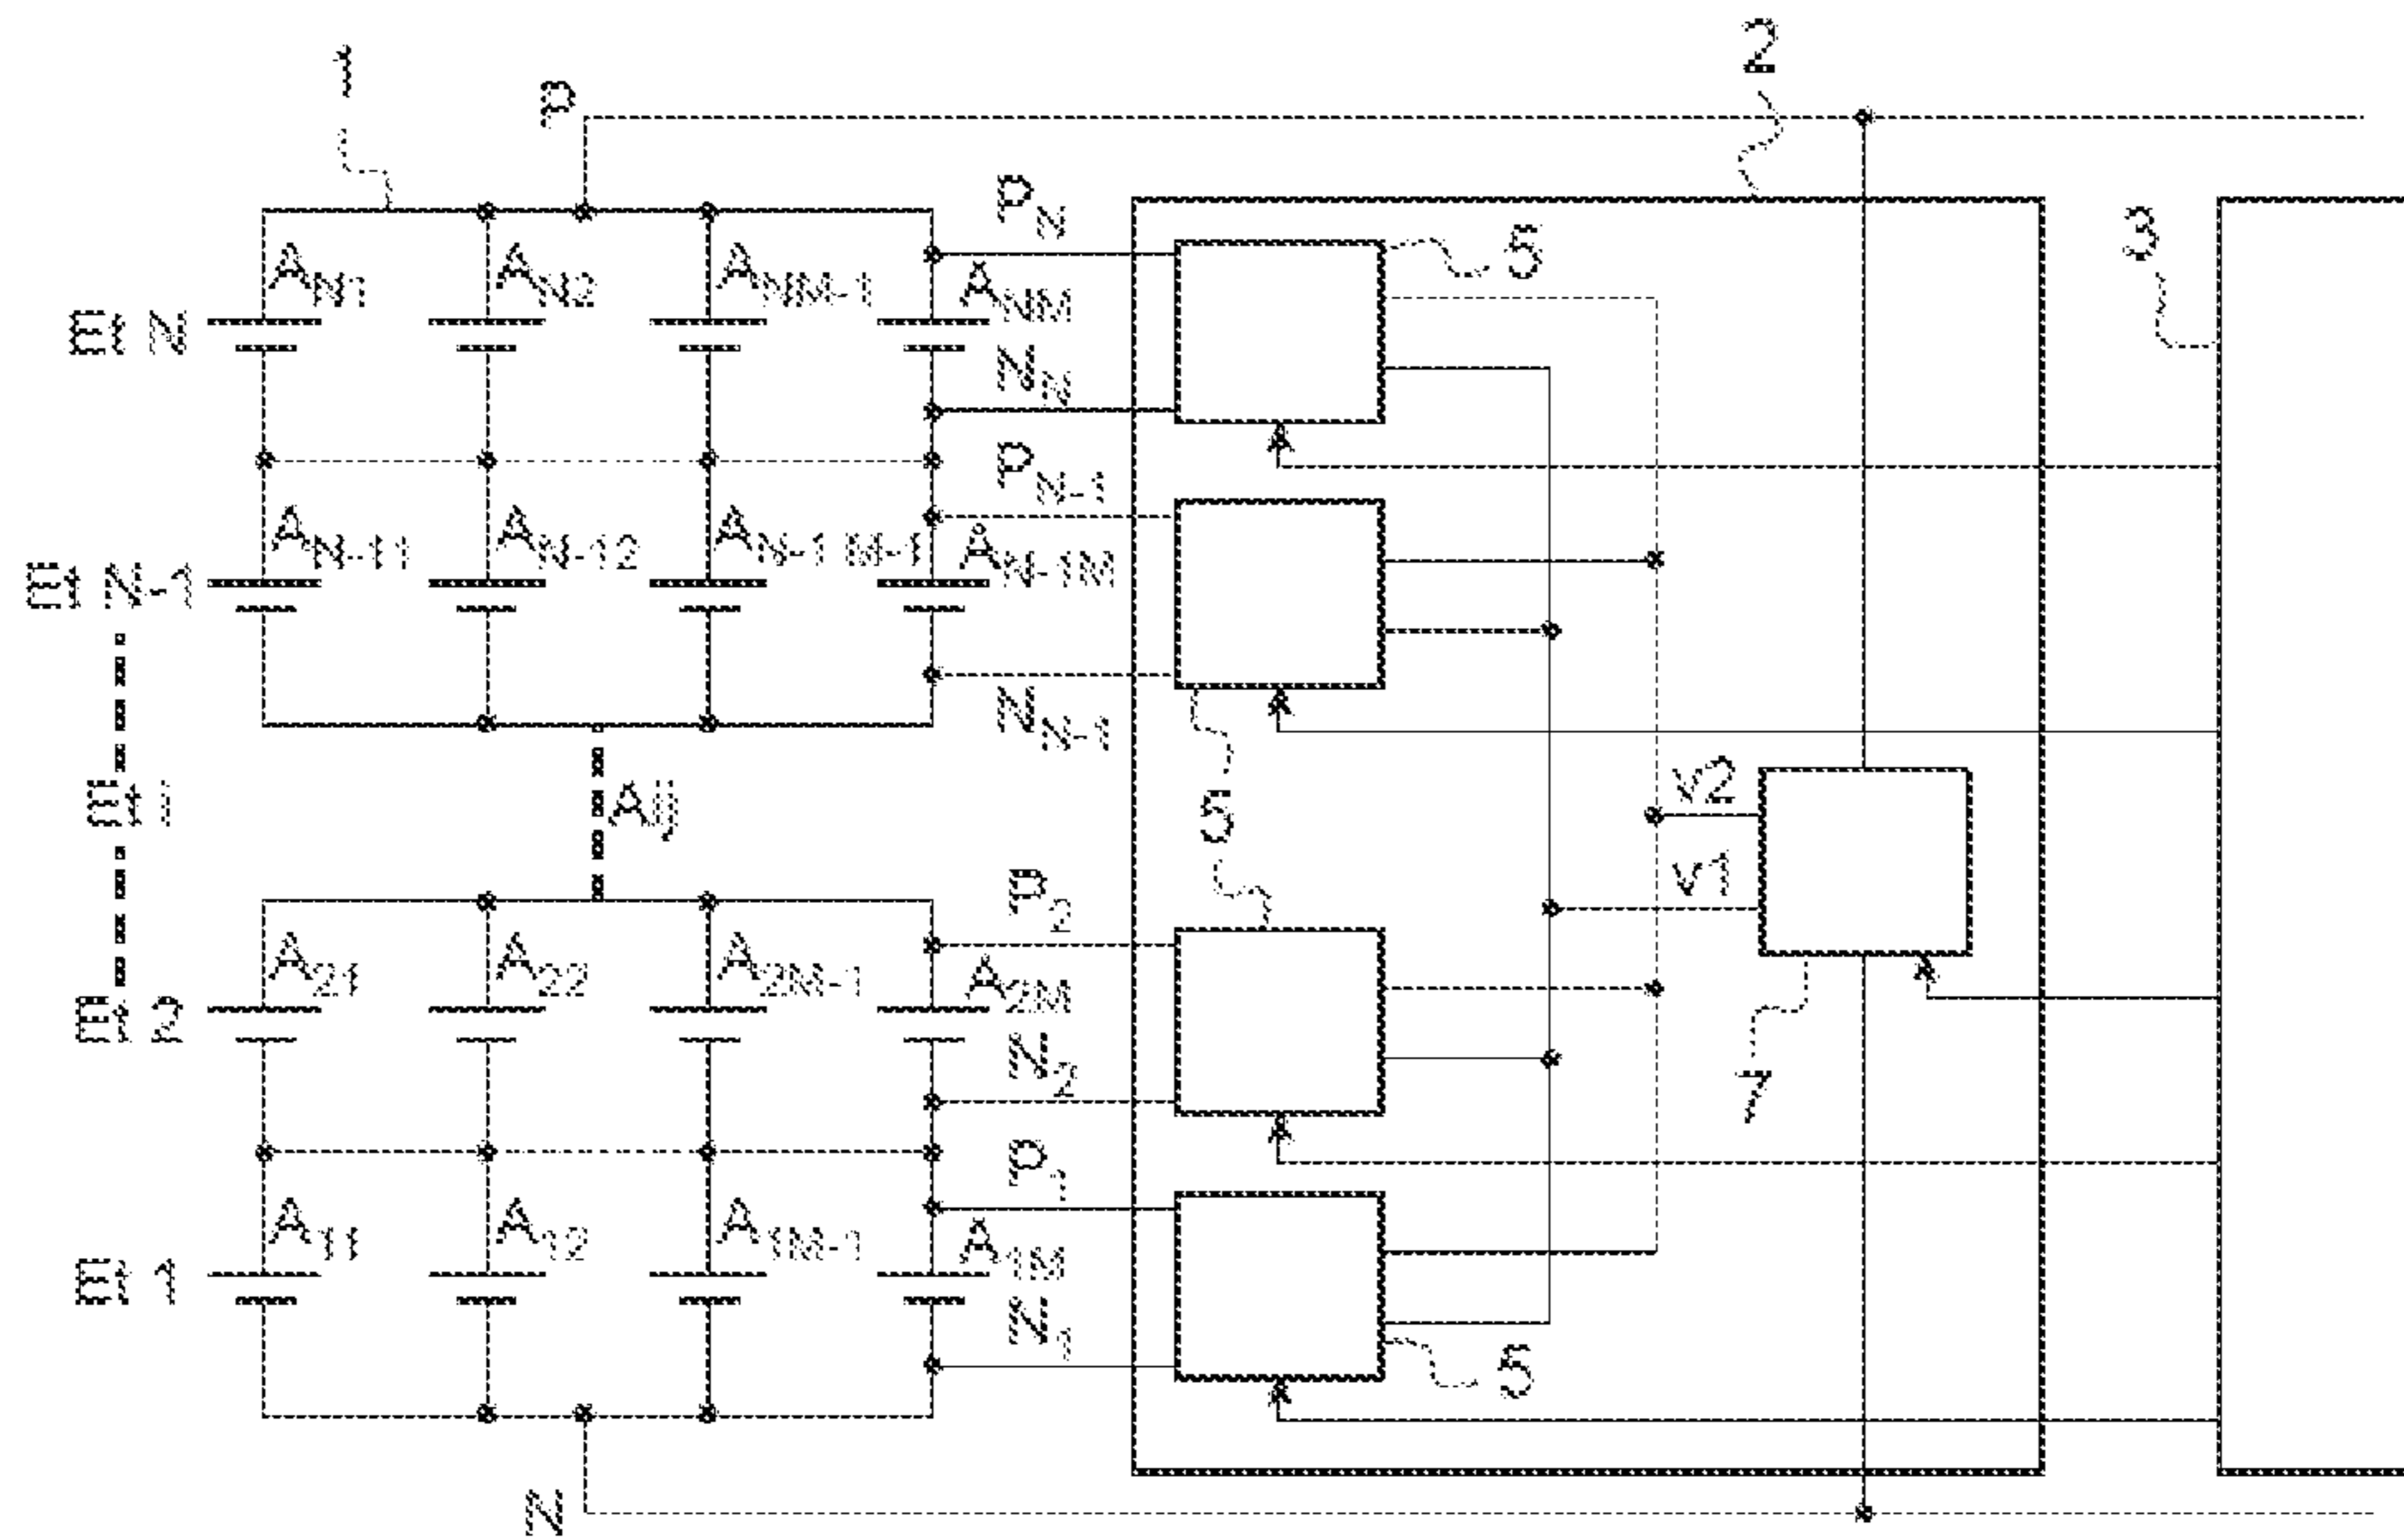 1
P
2
P_N
3
5
A_N1
A_N2
A_NM-1
A_NM
Et N
N_N
P_N-1
A_N-11
A_N-12
A_N-1 M-1
A_N-1M
Et N-1
N_N-1
v2
Et i
Aij
5
v1
P_2
A_21
A_22
A_2M-1
A_2M
Et 2
N_2
7
P_1
A_11
A_12
A_1M-1
A_1M
Et 1
N_1
5
N